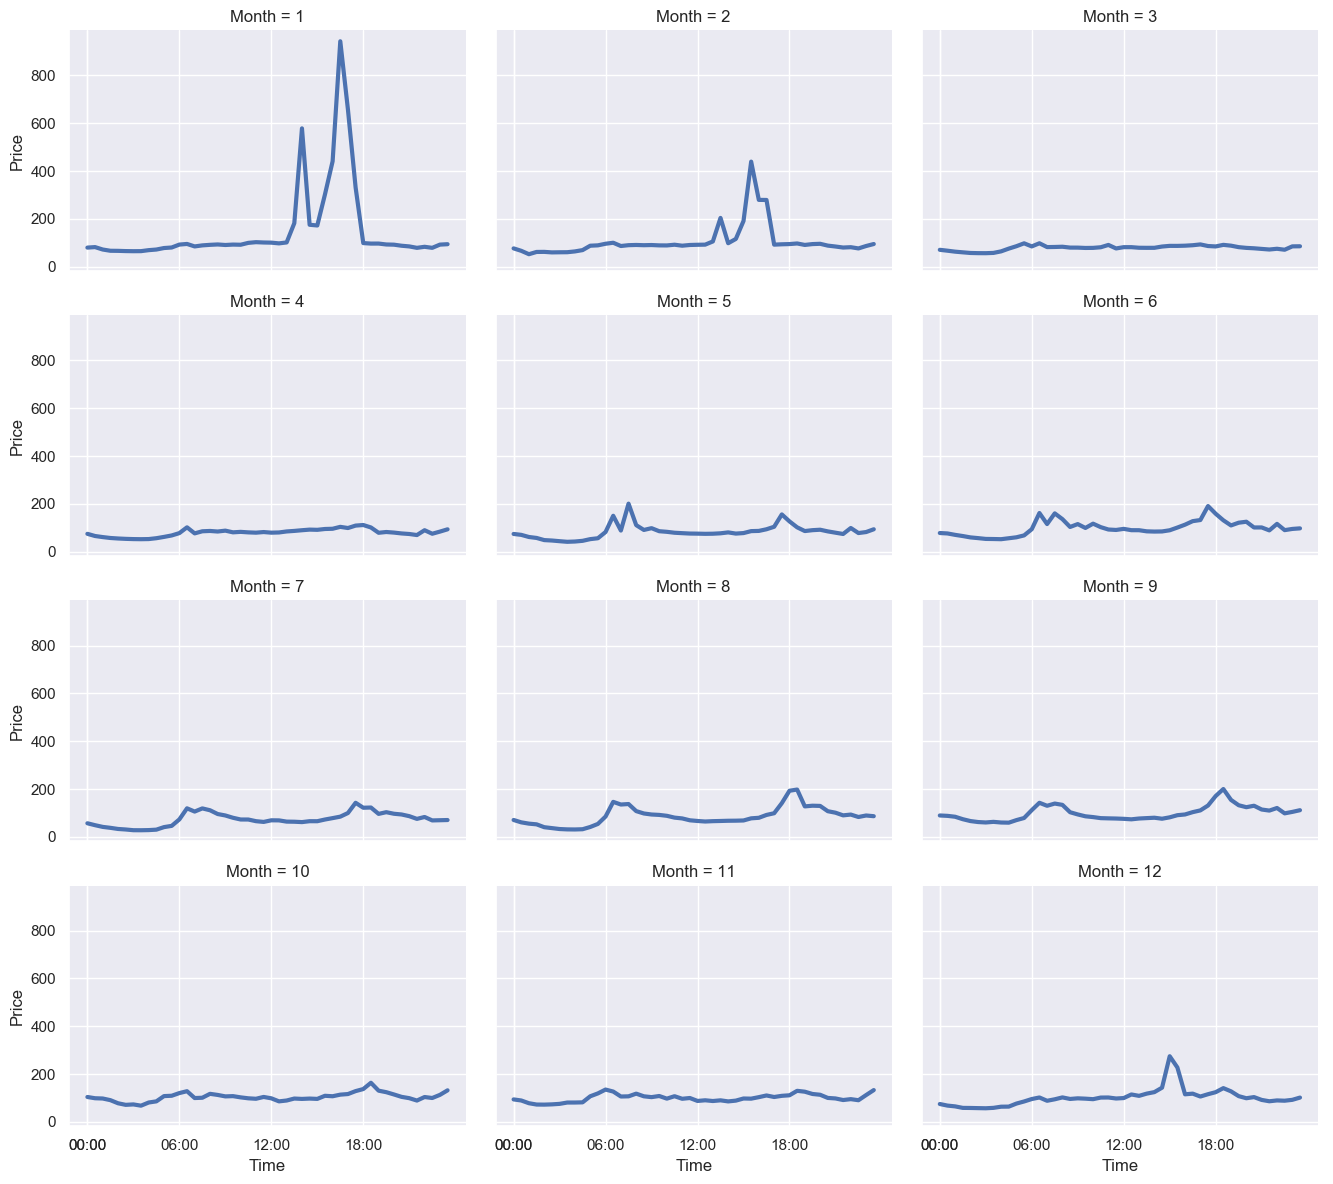 Month = 1
Month = 2
Month = 3
800
600
400
200
0
Price
Month = 4
Month = 5
Month = 6
800
600
400
200
0
Price
Month = 7
Month = 8
Month = 9
800
600
400
200
0
Price
Month = 10
Month = 11
Month = 12
800
600
400
200
0
Price
00:00 06:00 12:00 18:00
Time
00:00 06:00 12:00 18:00
Time
00:00 06:00 12:00 18:00
Time